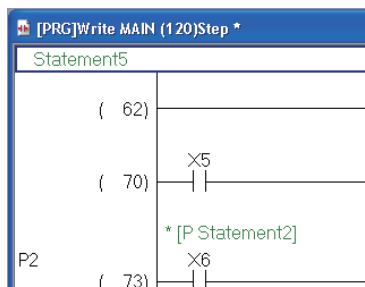 [PRG]Write MAIN (120)Step *
Statement5
( 62)
X5
( 70)
* [P Statement2]
P2
X6
( 73)